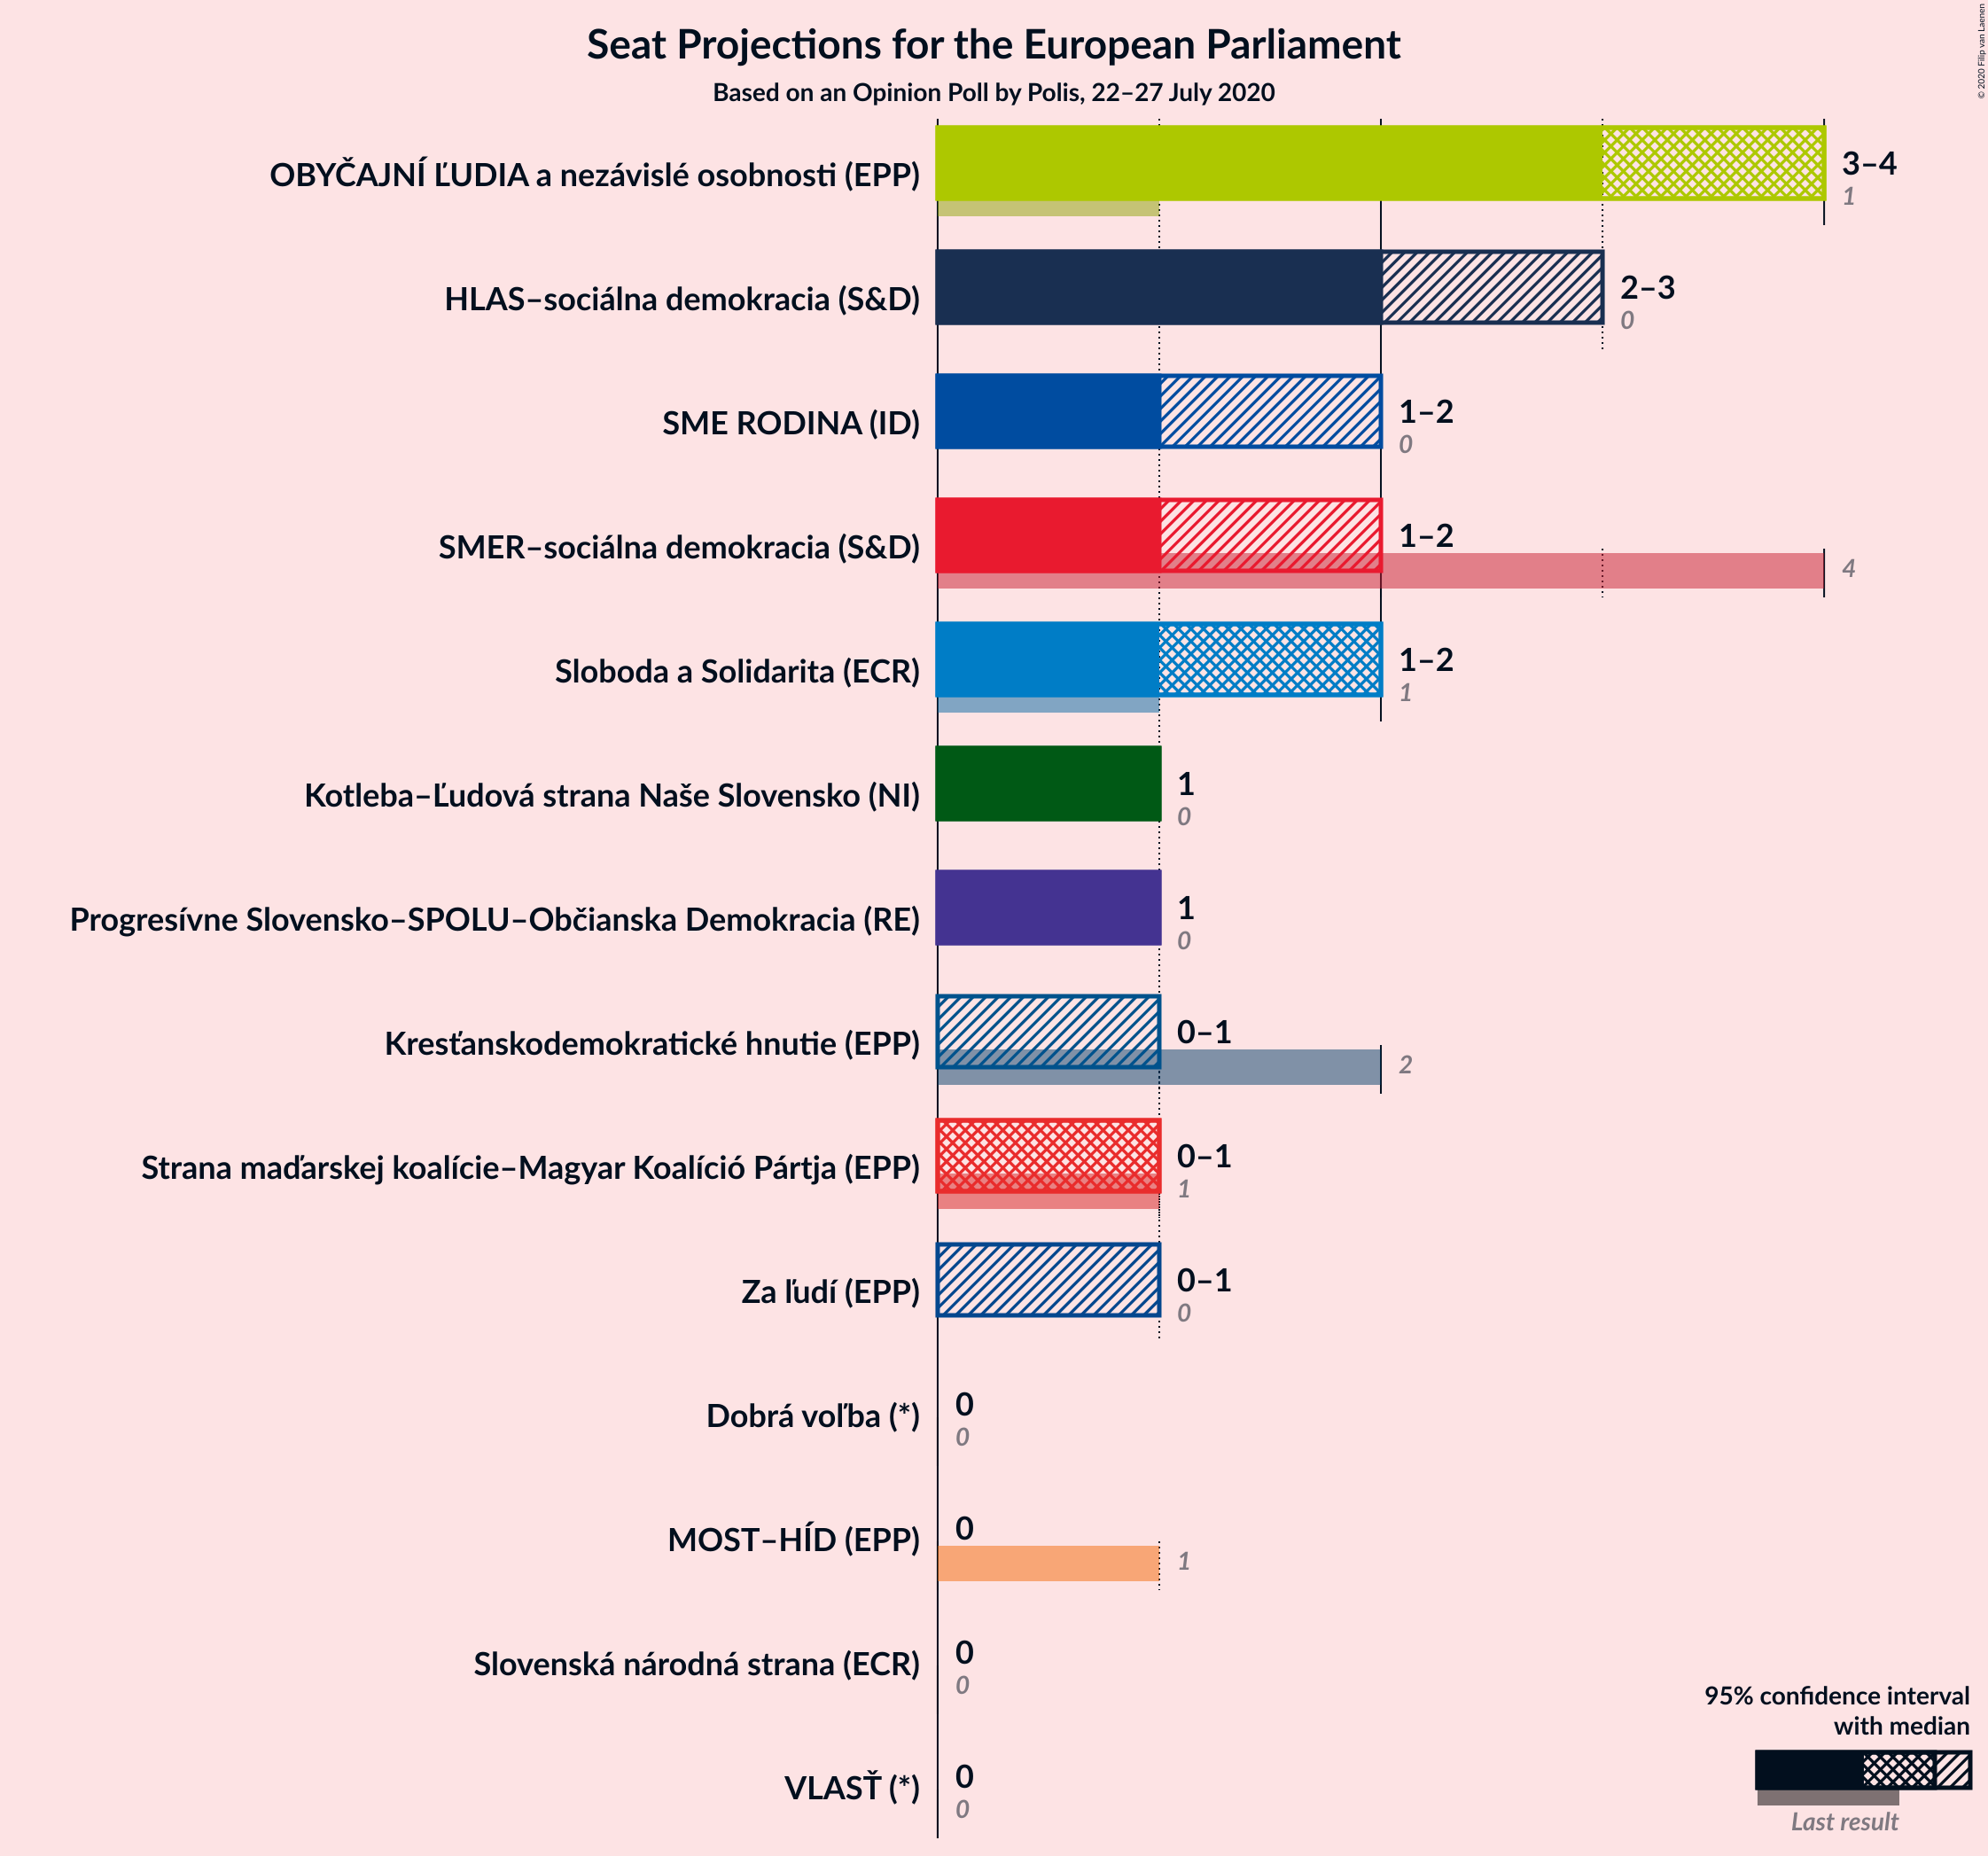 Seat Projections for the European Parliament
Based on an Opinion Poll by Polis, 22–27 July 2020
© 2020 Filip van Laenen
OBYČAJNÍ ĽUDIA a nezávislé osobnosti (EPP)
3–4
1
HLAS–sociálna demokracia (S&D)
2–3
0
SME RODINA (ID)
1–2
0
SMER–sociálna demokracia (S&D)
1–2
4
Sloboda a Solidarita (ECR)
1–2
1
Kotleba–Ľudová strana Naše Slovensko (NI)
1
0
Progresívne Slovensko–SPOLU–Občianska Demokracia (RE)
1
0
Kresťanskodemokratické hnutie (EPP)
0–1
2
Strana maďarskej koalície–Magyar Koalíció Pártja (EPP)
0–1
1
Za ľudí (EPP)
0–1
0
Dobrá voľba (*)
0
0
MOST–HÍD (EPP)
0
1
Slovenská národná strana (ECR)
0
0
VLASŤ (*)
0
0
95% confidence interval
with median
Last result